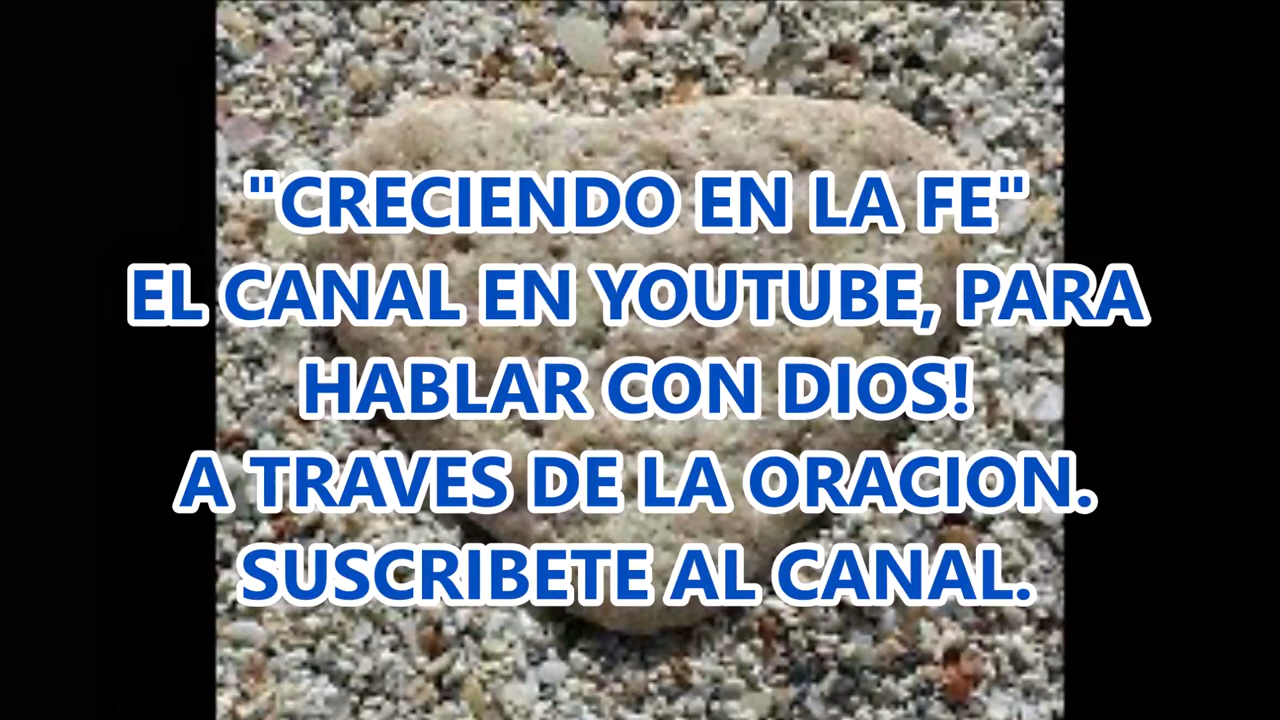 "CRECIENDO EN LA FE"
EL CANAL EN YOUTUBE, PARA
HABLAR CON DIOS!
A TRAVES DE LA ORACION.
SUSCRIBETE AL CANAL.